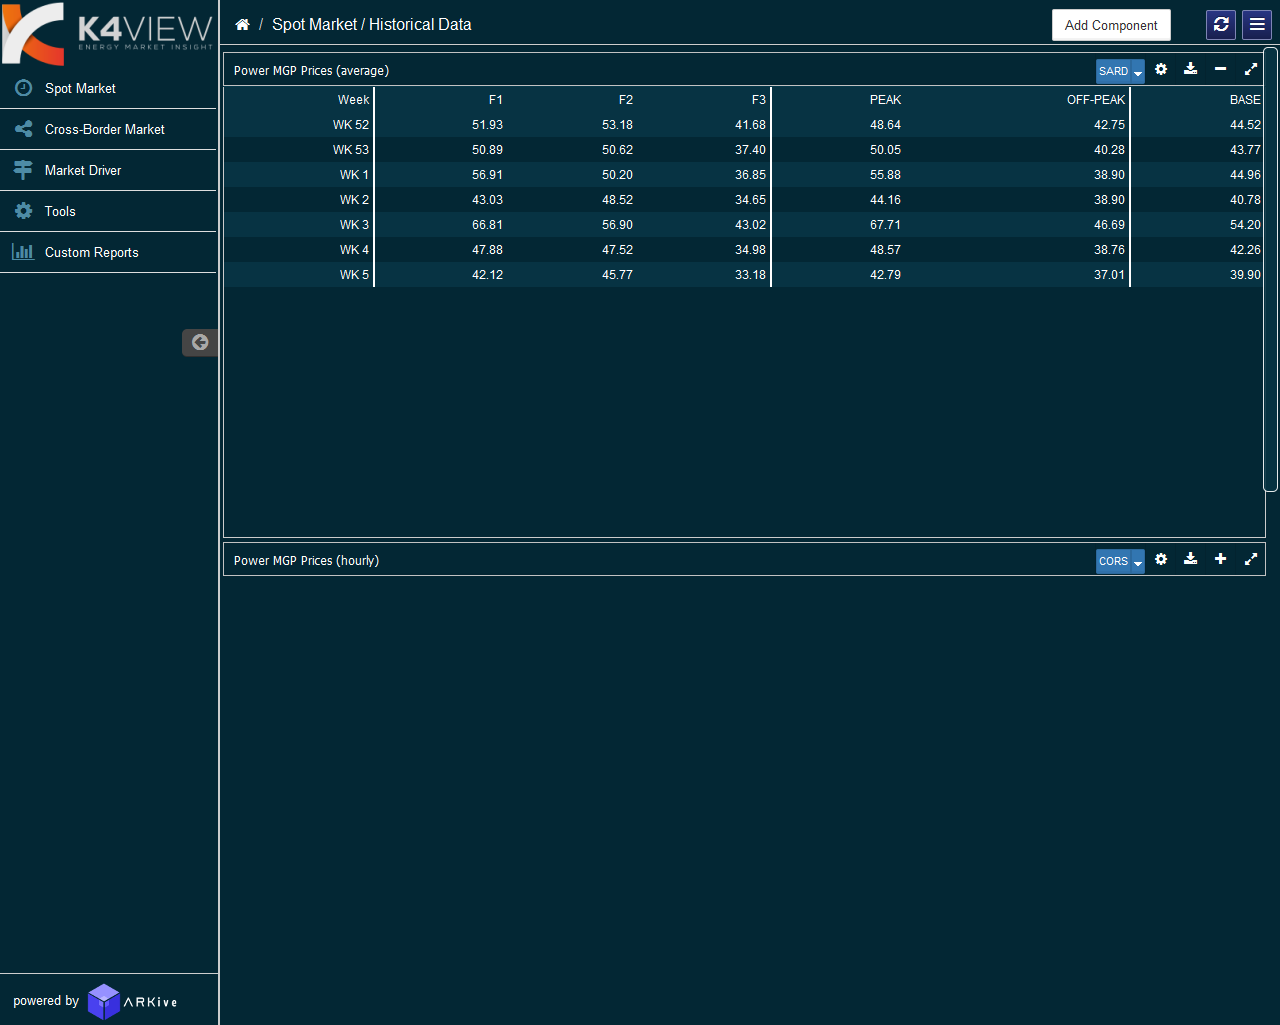 K4VIEW
ENERGY MARKET INSIGHT
Spot Market
Cross-Border Market
Market Driver
Tools
Custom Reports
powered by ARKive
/ Spot Market / Historical Data
Add Component
Power MGP Prices (average) SARD
Week F1 F2 F3 PEAK OFF-PEAK BASE
WK 52 51.93 53.18 41.68 48.64 42.75 44.52
WK 53 50.89 50.62 37.40 50.05 40.28 43.77
WK 1 56.91 50.20 36.85 55.88 38.90 44.96
WK 2 43.03 48.52 34.65 44.16 38.90 40.78
WK 3 66.81 56.90 43.02 67.71 46.69 54.20
WK 4 47.88 47.52 34.98 48.57 38.76 42.26
WK 5 42.12 45.77 33.18 42.79 37.01 39.90
Power MGP Prices (hourly) CORS